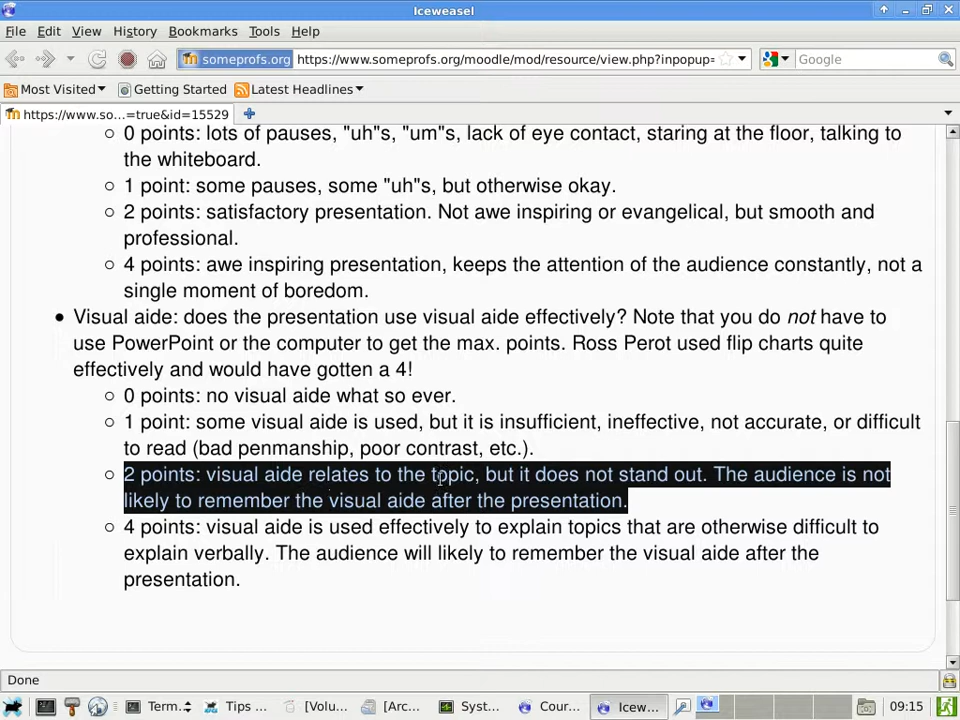 Iceweasel
File Edit View History Bookmarks Tools Help
someprofs.org https://www.someprofs.org/moodle/mod/resource/view.php?inpopup= Google
Most Visited Getting Started Latest Headlines
https://www.so...=true&id=15529
0 points: lots of pauses, "uh"s, "um"s, lack of eye contact, staring at the floor, talking to
the whiteboard.
1 point: some pauses, some "uh"s, but otherwise okay.
2 points: satisfactory presentation. Not awe inspiring or evangelical, but smooth and
professional.
4 points: awe inspiring presentation, keeps the attention of the audience constantly, not a
single moment of boredom.
Visual aide: does the presentation use visual aide effectively? Note that you do not have to
use PowerPoint or the computer to get the max. points. Ross Perot used flip charts quite
effectively and would have gotten a 4!
0 points: no visual aide what so ever.
1 point: some visual aide is used, but it is insufficient, ineffective, not accurate, or difficult
to read (bad penmanship, poor contrast, etc.).
2 points: visual aide relates to the topic, but it does not stand out. The audience is not
likely to remember the visual aide after the presentation.
4 points: visual aide is used effectively to explain topics that are otherwise difficult to
explain verbally. The audience will likely to remember the visual aide after the
presentation.
Done
Term... Tips ... [Volu... [Arc... Syst... Cour... Icew... 09:15